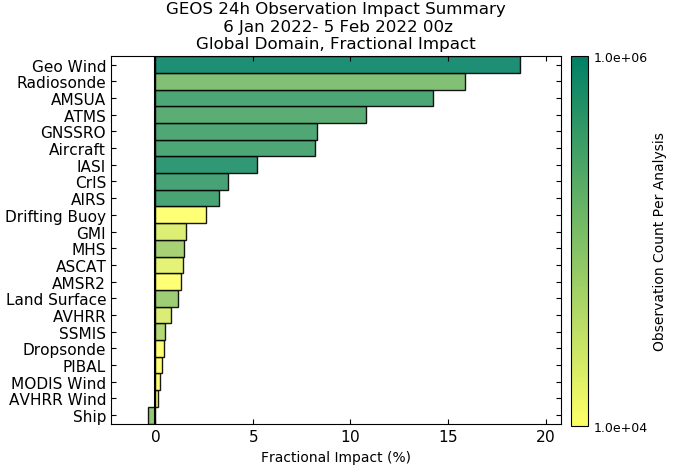 GEOS 24h Observation Impact Summary
6 Jan 2022- 5 Feb 2022 00z
Global Domain, Fractional Impact
Geo Wind
Radiosonde
AMSUA
ATMS
GNSSRO
Aircraft
IASI
CrIS
AIRS
Drifting Buoy
GMI
MHS
ASCAT
AMSR2
Land Surface
AVHRR
SSMIS
Dropsonde
PIBAL
MODIS Wind
AVHRR Wind
Ship
0 5 10 15 20
Fractional Impact (%)
1.0e+06
Observation Count Per Analysis
1.0e+04